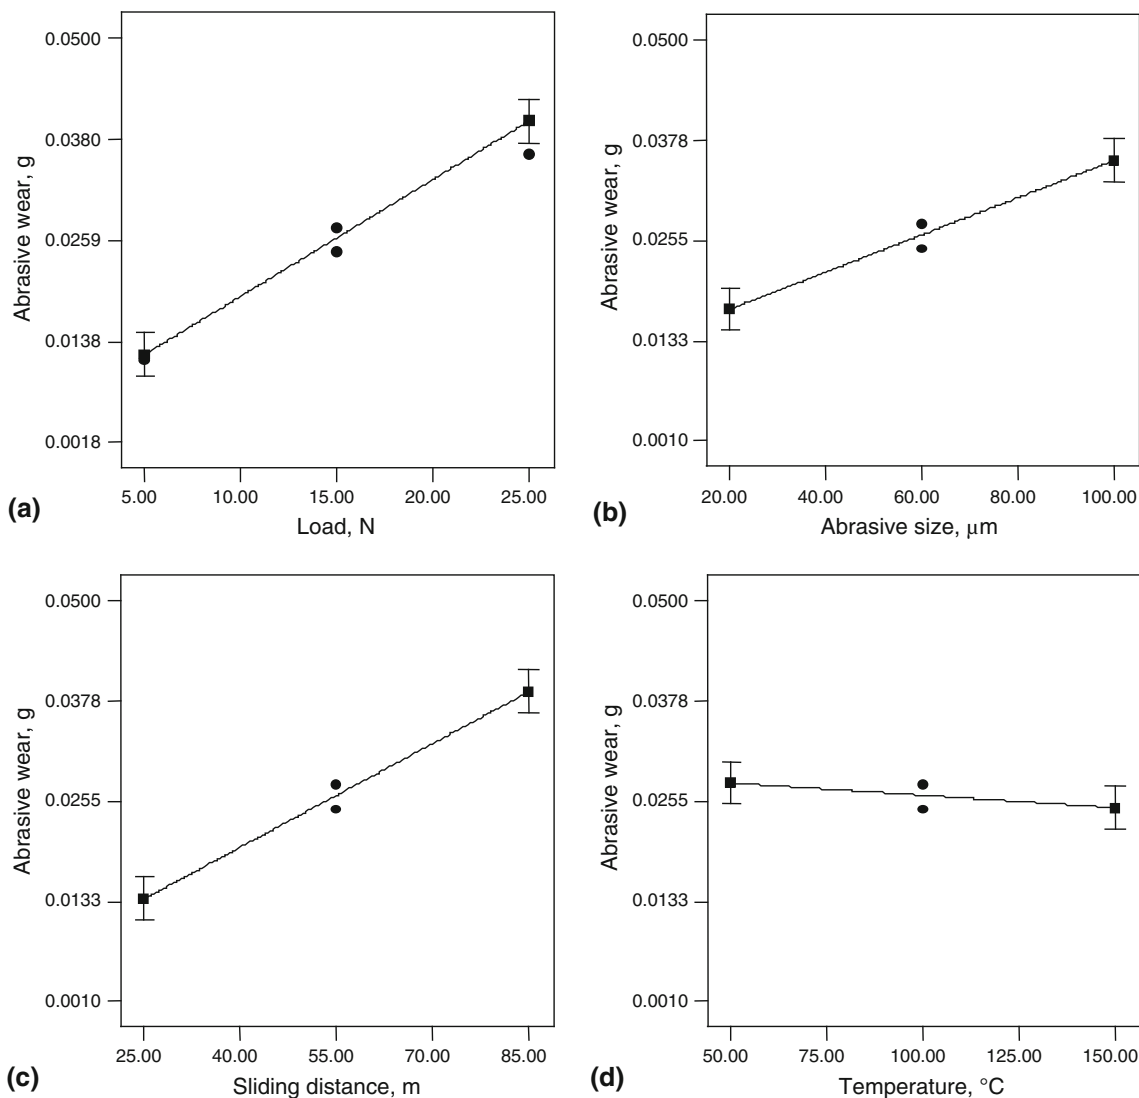 0.0500
0.0380
0.0259
0.0138
0.0018
Abrasive wear, g
5.00 10.00 15.00 20.00 25.00
(a) Load, N
0.0500
0.0378
0.0255
0.0133
0.0010
Abrasive wear, g
20.00 40.00 60.00 80.00 100.00
(b) Abrasive size, μm
0.0500
0.0378
0.0255
0.0133
0.0010
Abrasive wear, g
25.00 40.00 55.00 70.00 85.00
(c) Sliding distance, m
0.0500
0.0378
0.0255
0.0133
0.0010
Abrasive wear, g
50.00 75.00 100.00 125.00 150.00
(d) Temperature, °C